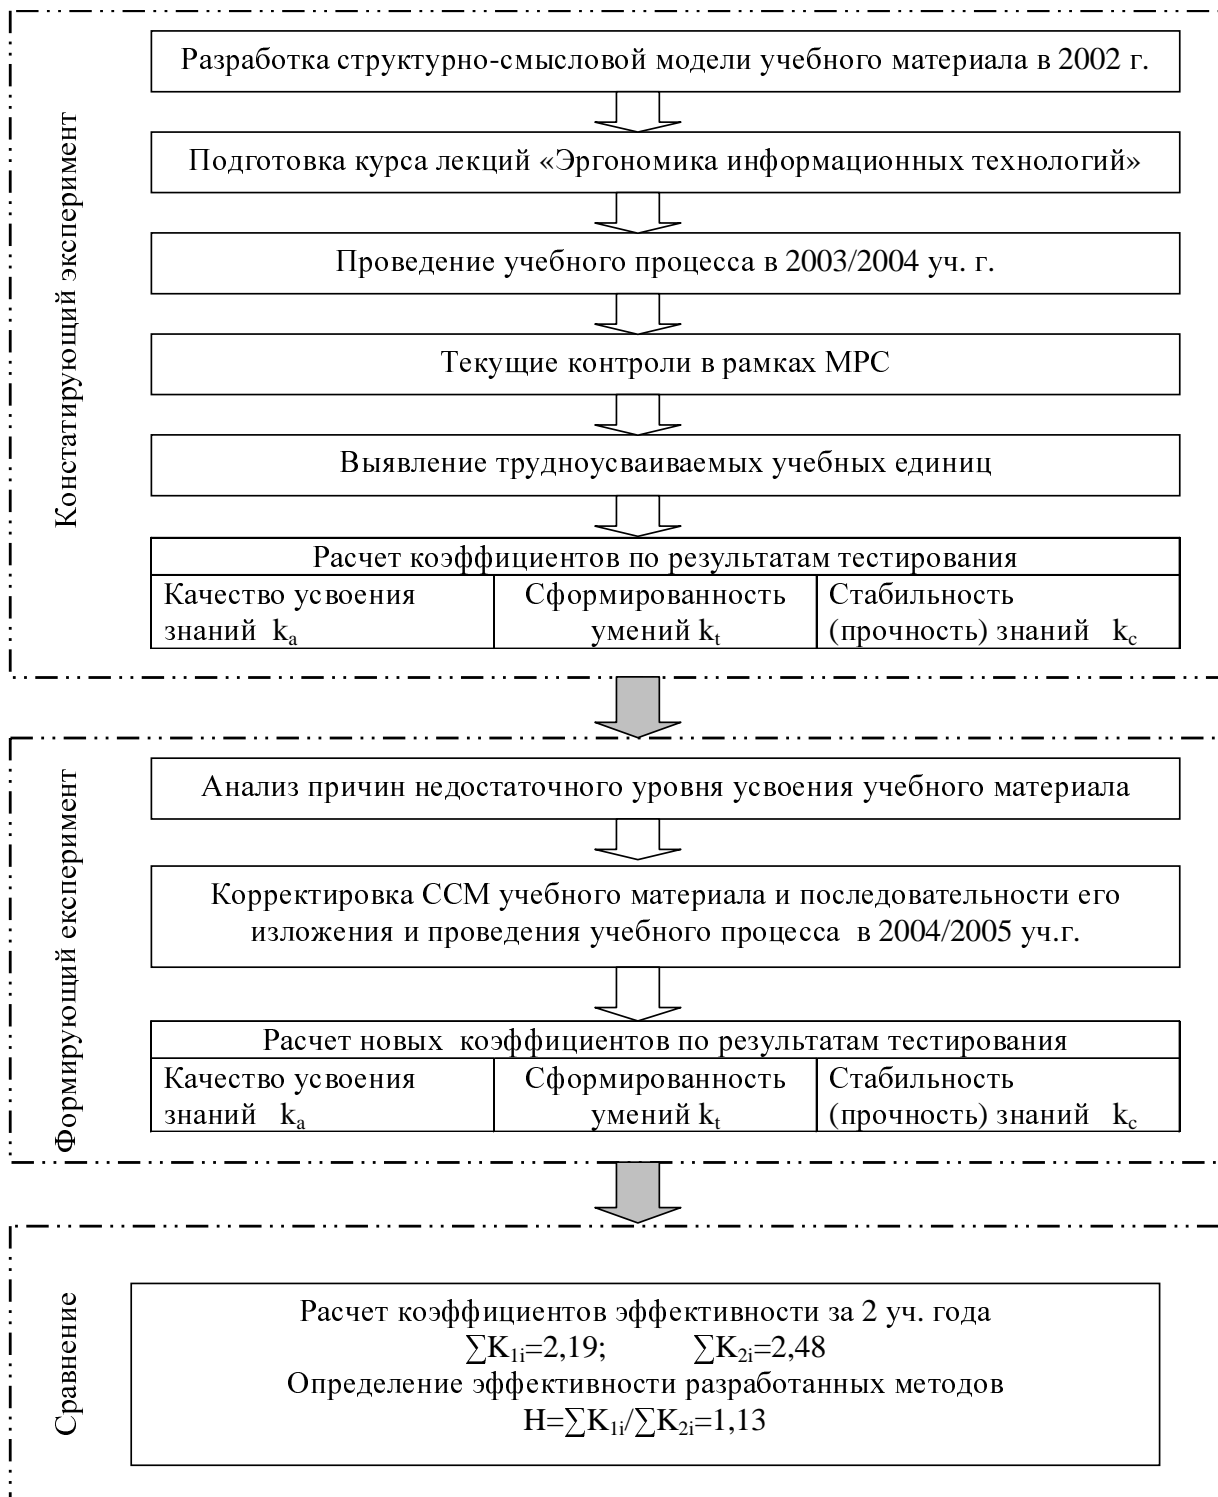 Констатирующий эксперимент
Разработка структурно-смысловой модели учебного материала в 2002 г.
Подготовка курса лекций «Эргономика информационных технологий»
Проведение учебного процесса в 2003/2004 уч. г.
Текущие контроли в рамках МРС
Выявление трудноусваиваемых учебных единиц
Расчет коэффициентов по результатам тестирования
Качество усвоения
знаний kₐ
Сформированность
умений kₜ
Стабильность
(прочность) знаний k_c
Формирующий експеримент
Анализ причин недостаточного уровня усвоения учебного материала
Корректировка ССМ учебного материала и последовательности его
изложения и проведения учебного процесса в 2004/2005 уч.г.
Расчет новых коэффициентов по результатам тестирования
Качество усвоения
знаний kₐ
Сформированность
умений kₜ
Стабильность
(прочность) знаний k_c
Сравнение
Расчет коэффициентов эффективности за 2 уч. года
∑K₁ᵢ=2,19; ∑K₂ᵢ=2,48
Определение эффективности разработанных методов
H=∑K₁ᵢ/∑K₂ᵢ=1,13